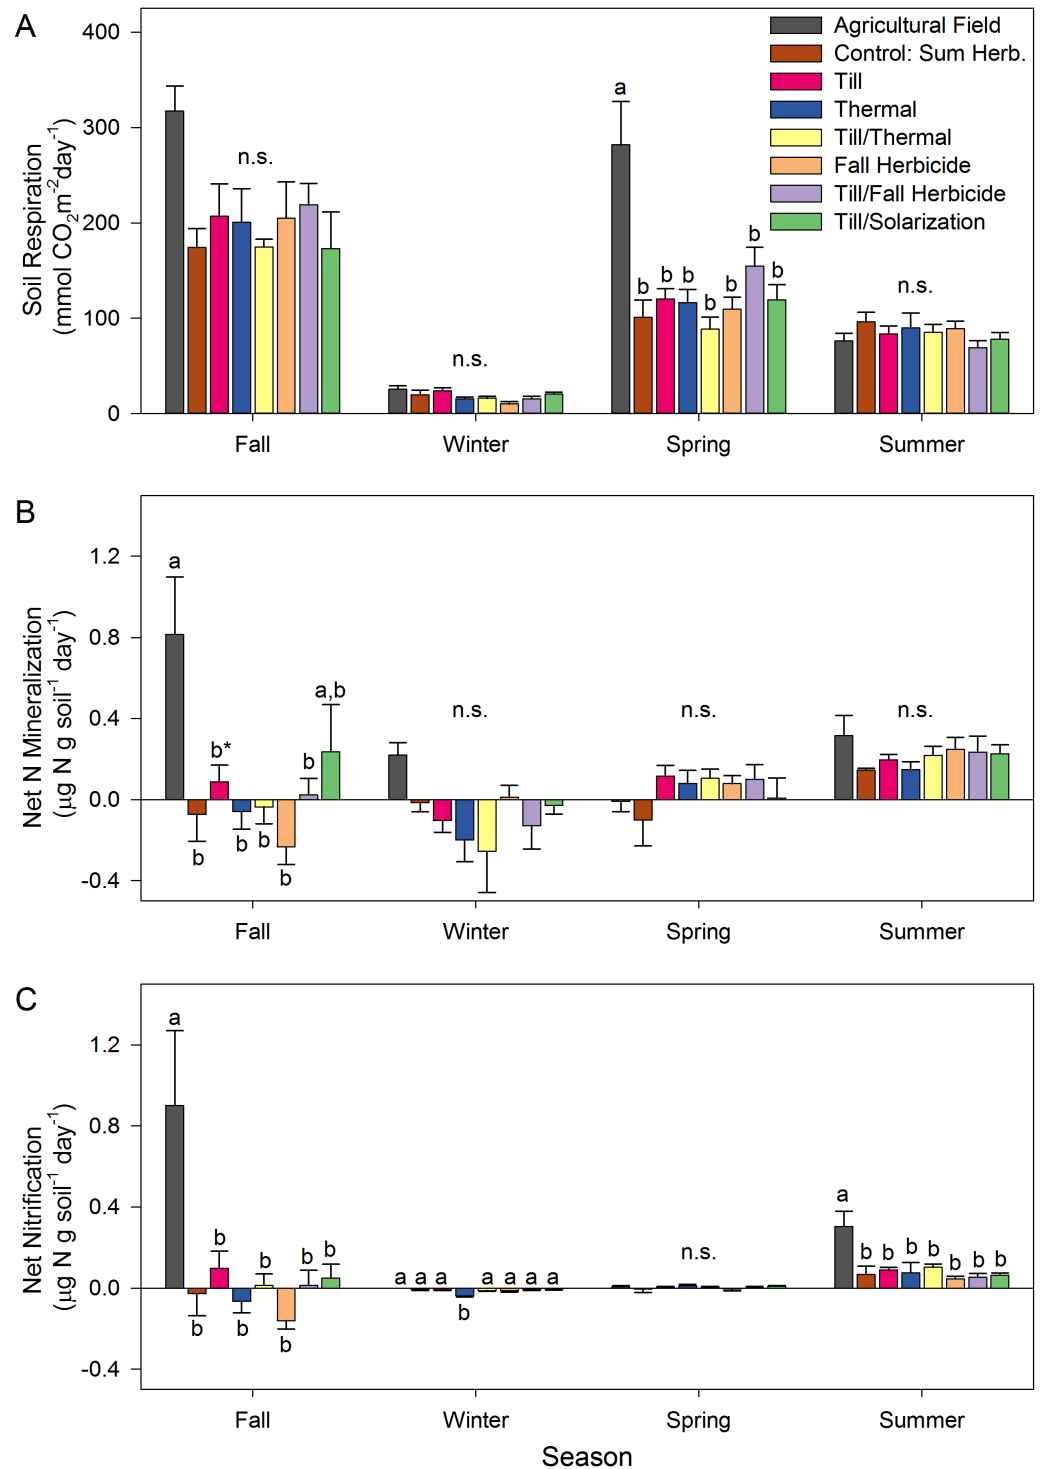 A
400
300
200
100
0
Soil Respiration
(mmol CO2m-2day-1)
Agricultural Field
Control: Sum Herb.
Till
Thermal
Till/Thermal
Fall Herbicide
Till/Fall Herbicide
Till/Solarization
n.s.
n.s.
a
b b b b b b b
n.s.
Fall Winter Spring Summer
B
1.2
0.8
0.4
0.0
-0.4
Net N Mineralization
(µg N g soil-1 day-1)
a
b
b*
b
b
b
b
a,b
n.s.
n.s.
n.s.
Fall Winter Spring Summer
C
1.2
0.8
0.4
0.0
-0.4
Net Nitrification
(µg N g soil-1 day-1)
a
b
b
b
b
b
b
b
a a a b a a a a
n.s.
a
b b b b b b b
Fall Winter Spring Summer
Season